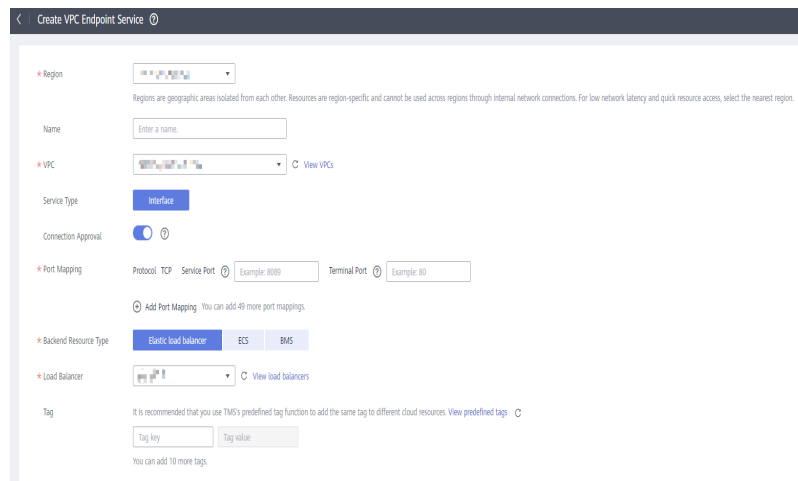 Create VPC Endpoint Service ?
* Region
Regions are geographic areas isolated from each other. Resources are region-specific and cannot be used across regions through internal network connections. For low network latency and quick resource access, select the nearest region.
Name Enter a name.
* VPC View VPCs
Service Type Interface
Connection Approval ?
* Port Mapping Protocol TCP Service Port ? Example: 8089 Terminal Port ? Example: 80
Add Port Mapping You can add 49 more port mappings.
* Backend Resource Type Elastic load balancer ECS BMS
* Load Balancer View load balancers
Tag It is recommended that you use TMS's predefined tag function to add the same tag to different cloud resources. View predefined tags
Tag key Tag value
You can add 10 more tags.